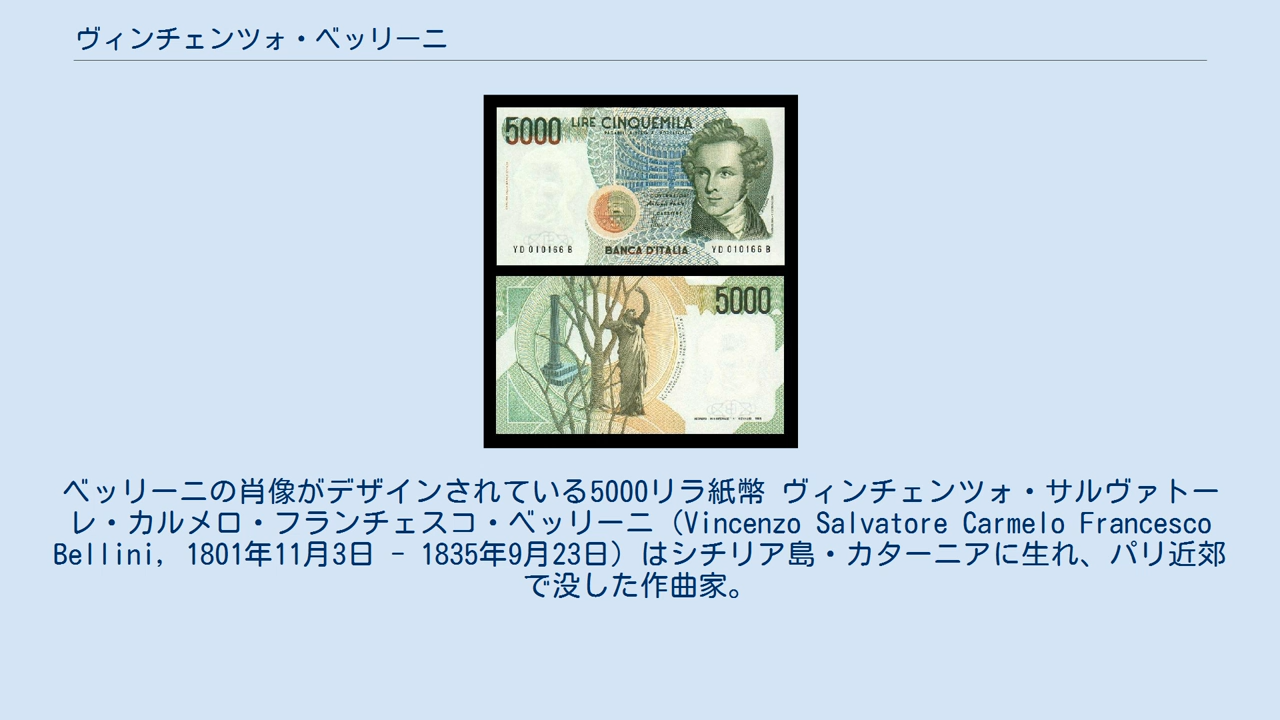 ヴィンチェンツォ・ベッリーニ
5000 LIRE CINQUEMILA
BANCA D'ITALIA
YD 010166 B YD 010166 B
5000
ベッリーニの肖像がデザインされている5000リラ紙幣 ヴィンチェンツォ・サルヴァトー
レ・カルメロ・フランチェスコ・ベッリーニ（Vincenzo Salvatore Carmelo Francesco
Bellini, 1801年11月3日 - 1835年9月23日）はシチリア島・カターニアに生れ、パリ近郊
で没した作曲家。